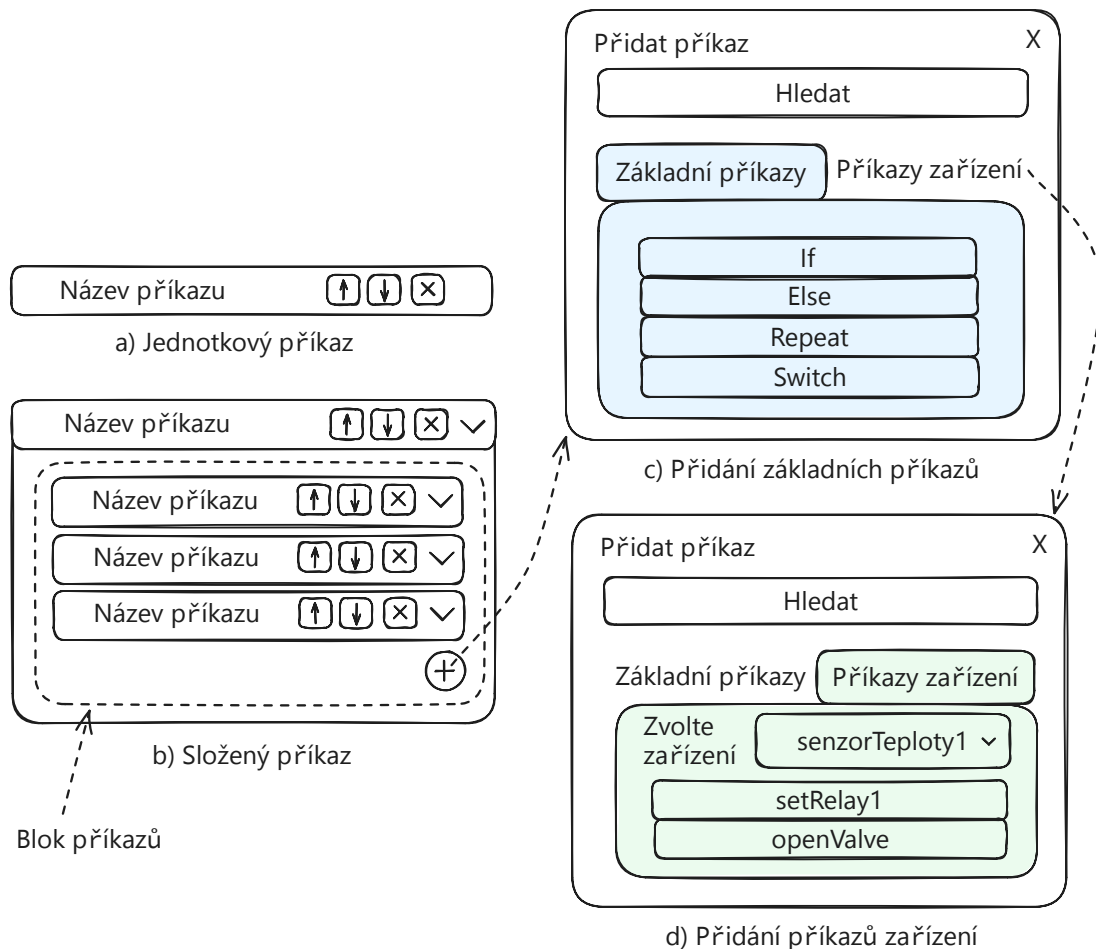 Název příkazu
a) Jednotkový příkaz
Název příkazu
Název příkazu
Název příkazu
Název příkazu
b) Složený příkaz
Blok příkazů
Přidat příkaz X
Hledat
Základní příkazy Příkazy zařízení
If
Else
Repeat
Switch
c) Přidání základních příkazů
Přidat příkaz X
Hledat
Základní příkazy Příkazy zařízení
Zvolte
zařízení
senzorTeploty1
setRelay1
openValve
d) Přidání příkazů zařízení